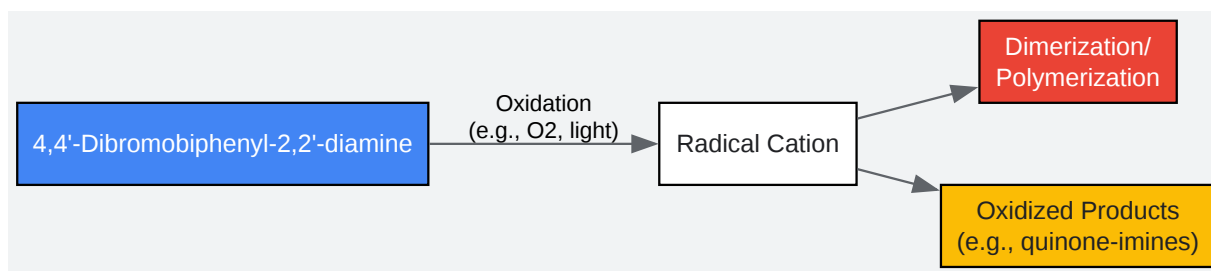 4,4'-Dibromobiphenyl-2,2'-diamine
Oxidation
(e.g., O2, light)
Radical Cation
Dimerization/
Polymerization
Oxidized Products
(e.g., quinone-imines)